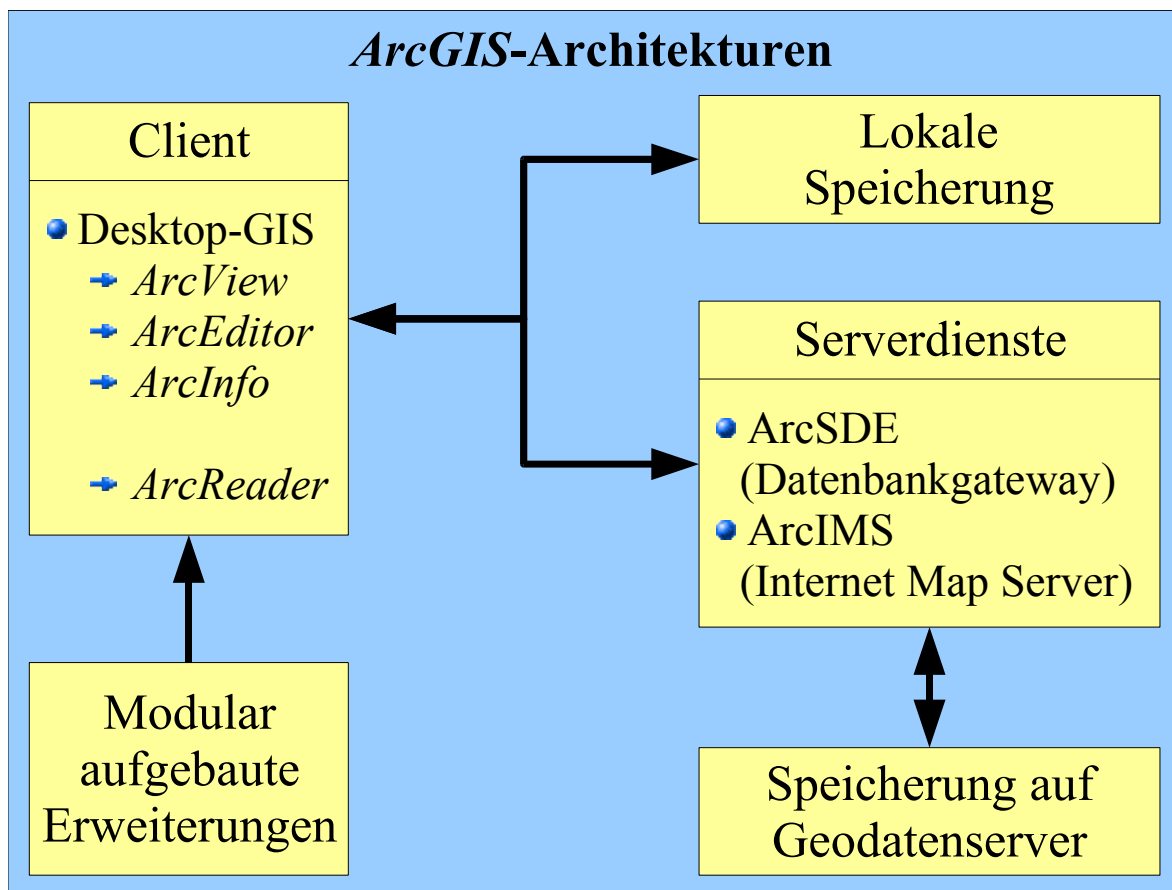 ArcGIS-Architekturen
Client
Desktop-GIS
ArcView
ArcEditor
ArcInfo
ArcReader
Modular
aufgebaute
Erweiterungen
Lokale
Speicherung
Serverdienste
ArcSDE
(Datenbankgateway)
ArcIMS
(Internet Map Server)
Speicherung auf
Geodatenserver